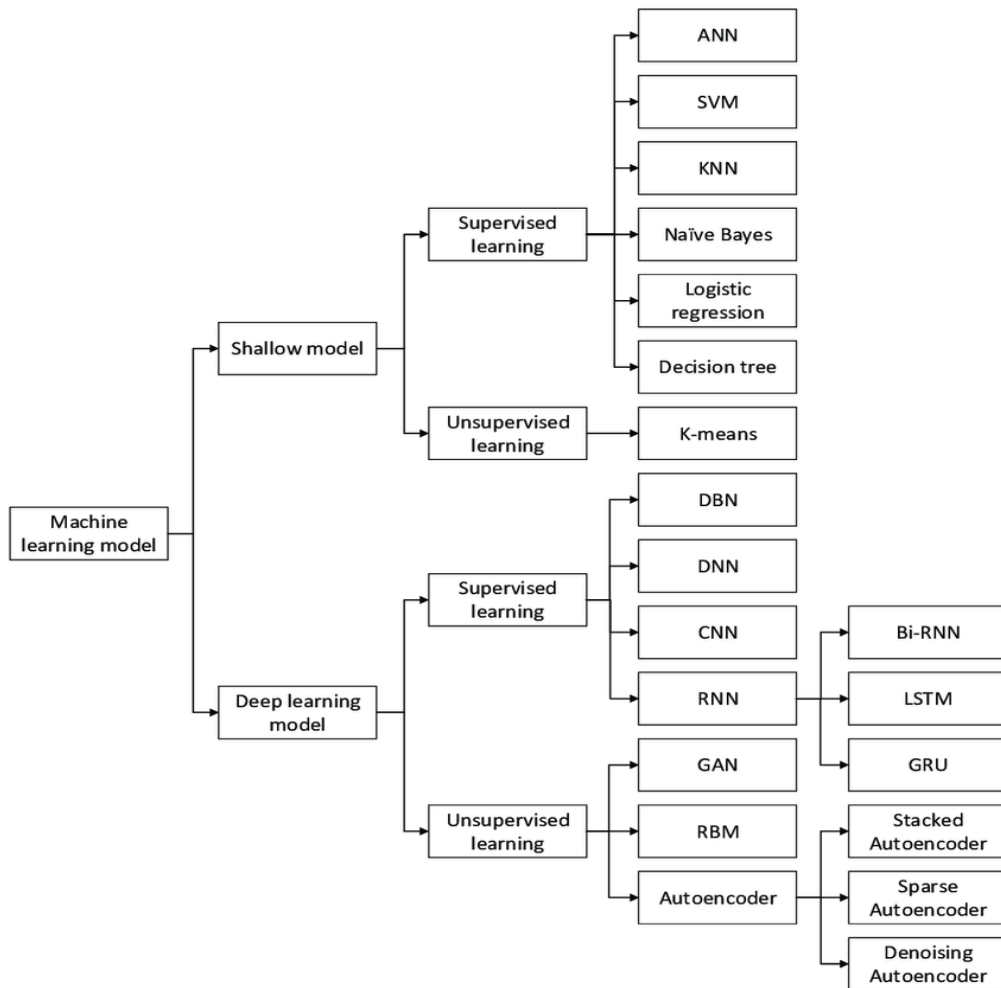 ANN
SVM
KNN
Supervised
learning
Naïve Bayes
Logistic
regression
Shallow model
Decision tree
Unsupervised
learning
K-means
DBN
Machine
learning model
DNN
Supervised
learning
CNN
Bi-RNN
Deep learning
model
RNN
LSTM
GAN
GRU
Unsupervised
learning
RBM
Stacked
Autoencoder
Autoencoder
Sparse
Autoencoder
Denoising
Autoencoder